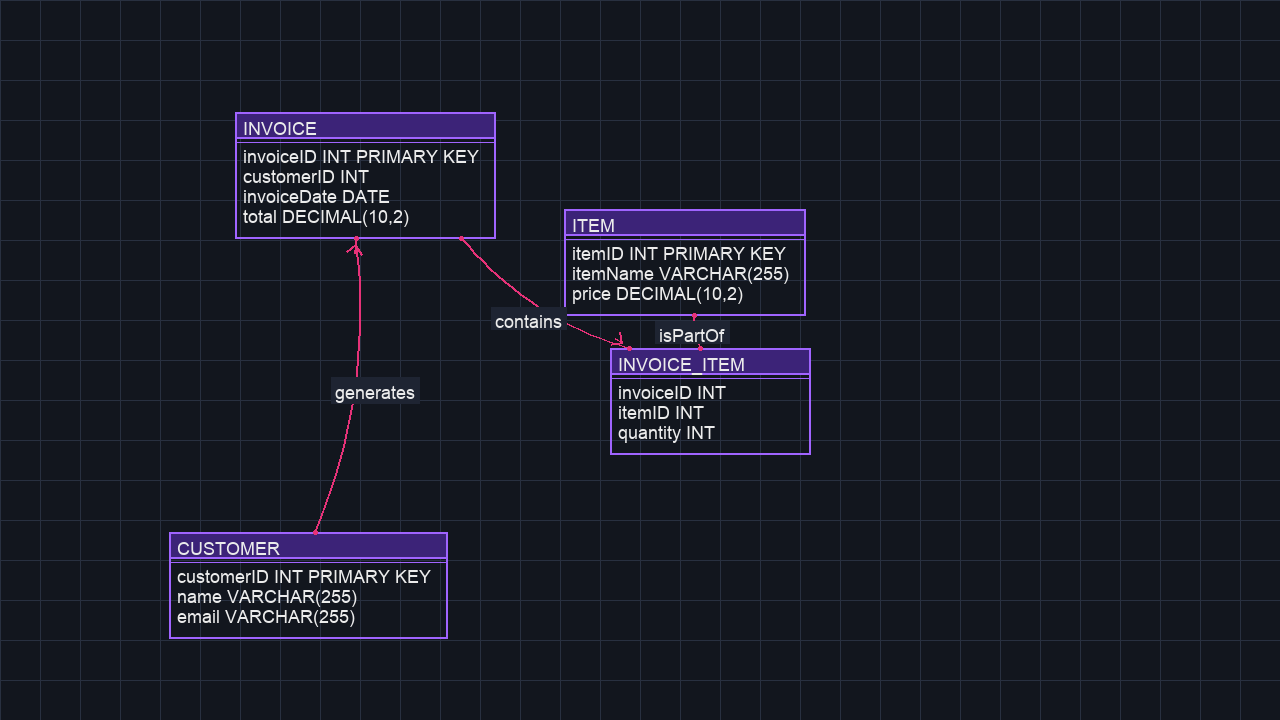 INVOICE
invoiceID INT PRIMARY KEY
customerID INT
invoiceDate DATE
total DECIMAL(10,2)
ITEM
itemID INT PRIMARY KEY
itemName VARCHAR(255)
price DECIMAL(10,2)
contains
isPartOf
INVOICE_ITEM
invoiceID INT
itemID INT
quantity INT
generates
CUSTOMER
customerID INT PRIMARY KEY
name VARCHAR(255)
email VARCHAR(255)